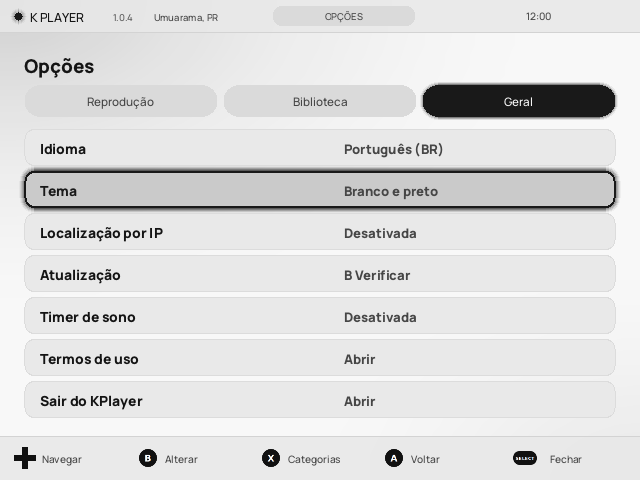 K PLAYER 1.0.4 Umuarama, PR OPÇÕES 12:00
Opções
Reprodução Biblioteca Geral
Idioma Português (BR)
Tema Branco e preto
Localização por IP Desativada
Atualização B Verificar
Timer de sono Desativada
Termos de uso Abrir
Sair do KPlayer Abrir
Navegar B Alterar X Categorias A Voltar SELECT Fechar